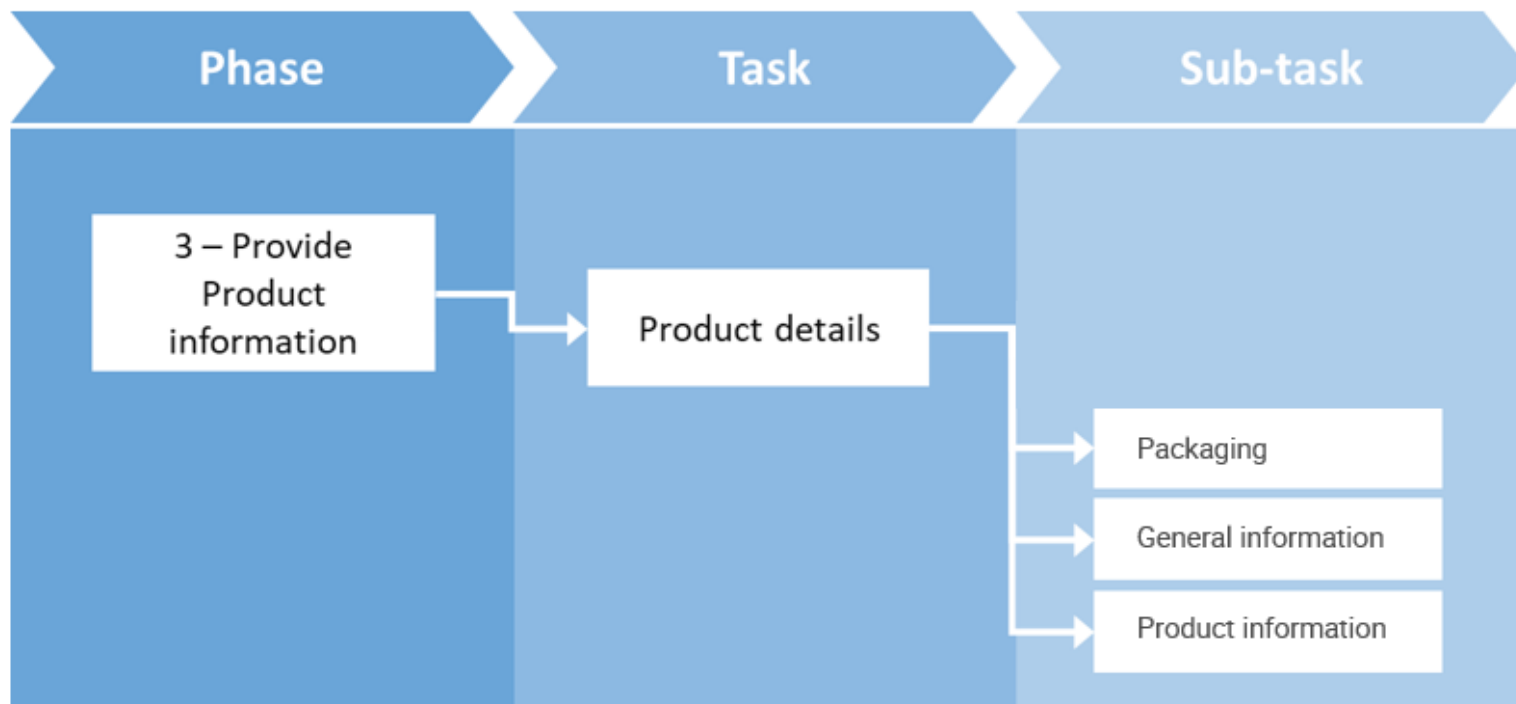 Phase
Task
Sub-task
3 – Provide
Product
information
Product details
Packaging
General information
Product information